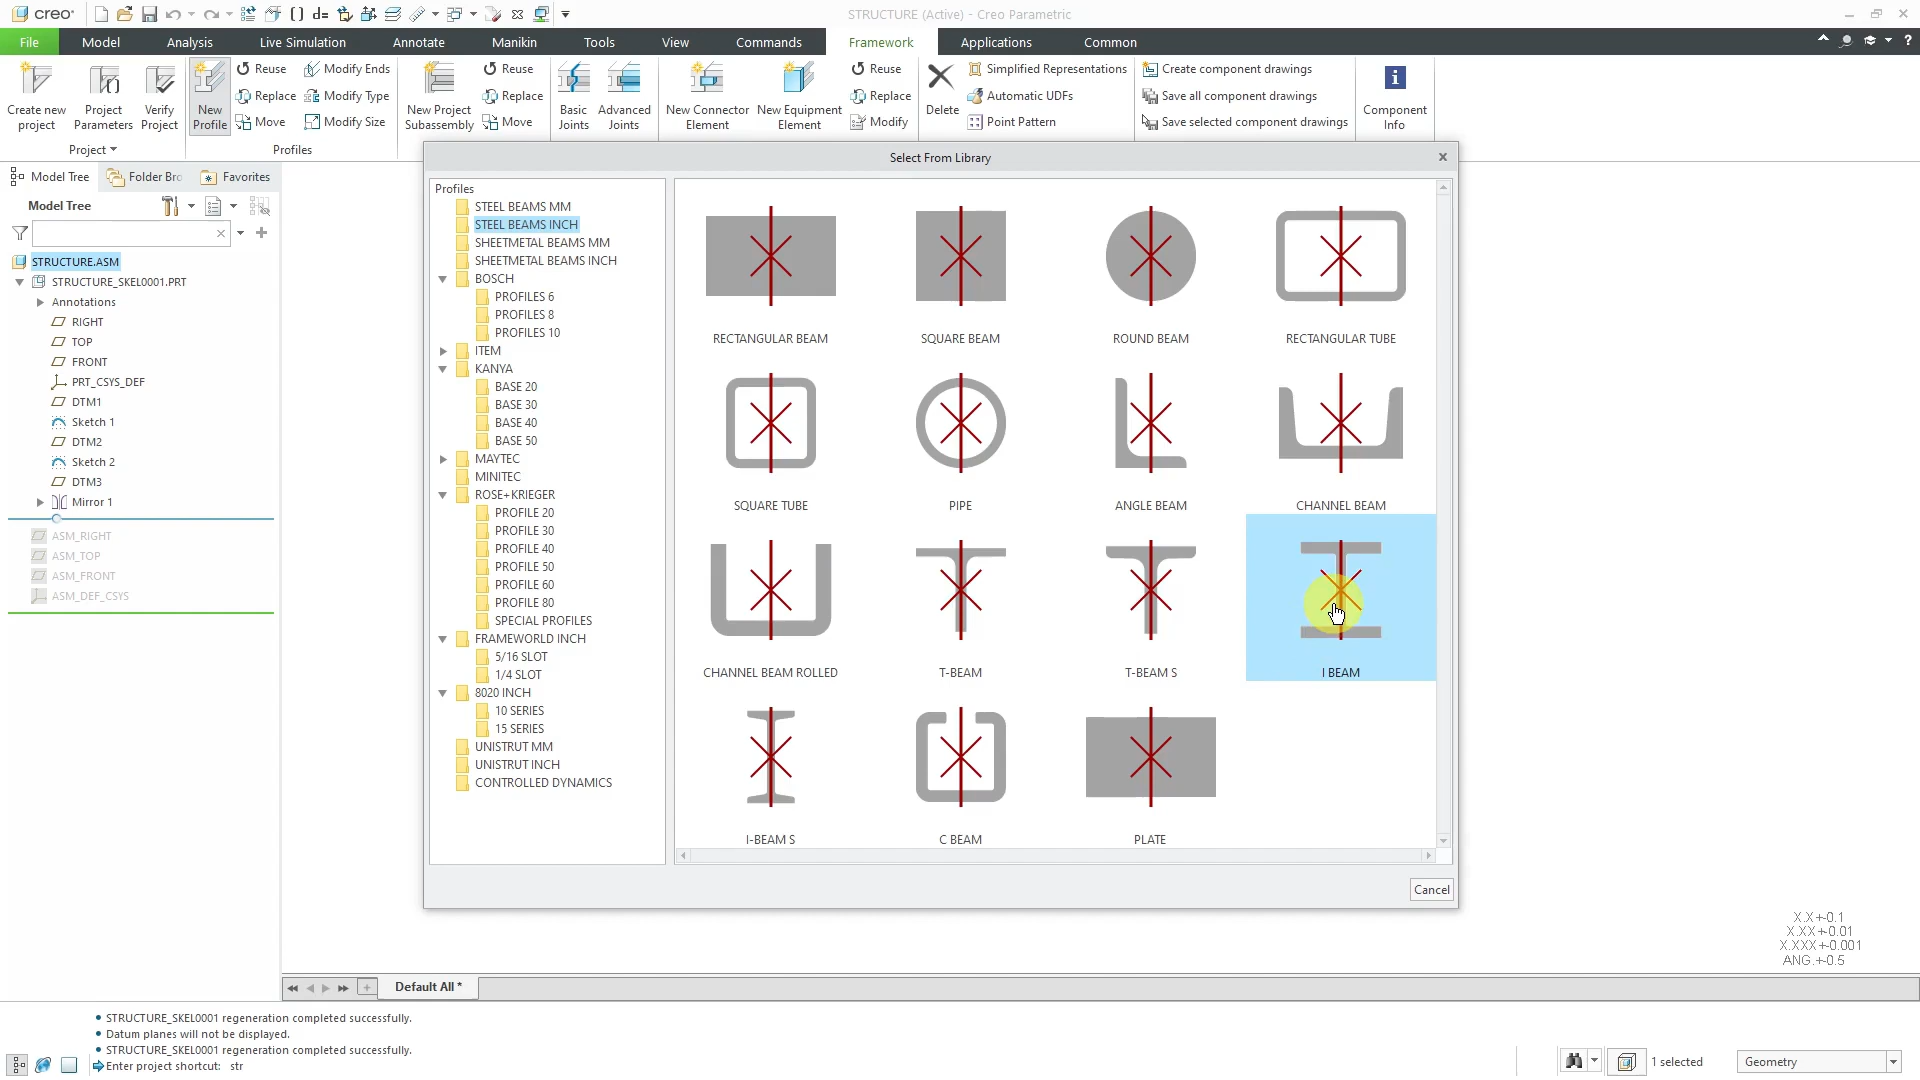 creo
STRUCTURE (Active) - Creo Parametric
File
Model
Analysis
Live Simulation
Annotate
Manikin
Tools
View
Commands
Framework
Applications
Common
Create new project
Project Parameters
Verify Project
Project
New Profile
Reuse
Replace
Move
Modify Ends
Modify Type
Modify Size
Profiles
New Project Subassembly
Reuse
Replace
Move
Basic Joints
Advanced Joints
New Connector Element
New Equipment Element
Reuse
Replace
Modify
Delete
Simplified Representations
Automatic UDFs
Point Pattern
Create component drawings
Save all component drawings
Save selected component drawings
Component Info
Model Tree
Folder Bro
Favorites
Model Tree
STRUCTURE.ASM
STRUCTURE_SKEL0001.PRT
Annotations
RIGHT
TOP
FRONT
PRT_CSYS_DEF
DTM1
Sketch 1
DTM2
Sketch 2
DTM3
Mirror 1
ASM_RIGHT
ASM_TOP
ASM_FRONT
ASM_DEF_CSYS
Select From Library
Profiles
STEEL BEAMS MM
STEEL BEAMS INCH
SHEETMETAL BEAMS MM
SHEETMETAL BEAMS INCH
BOSCH
PROFILES 6
PROFILES 8
PROFILES 10
ITEM
KANYA
BASE 20
BASE 30
BASE 40
BASE 50
MAYTEC
MINITEC
ROSE+KRIEGER
PROFILE 20
PROFILE 30
PROFILE 40
PROFILE 50
PROFILE 60
PROFILE 80
SPECIAL PROFILES
FRAMEWORLD INCH
5/16 SLOT
1/4 SLOT
8020 INCH
10 SERIES
15 SERIES
UNISTRUT MM
UNISTRUT INCH
CONTROLLED DYNAMICS
RECTANGULAR BEAM
SQUARE BEAM
ROUND BEAM
RECTANGULAR TUBE
SQUARE TUBE
PIPE
ANGLE BEAM
CHANNEL BEAM
CHANNEL BEAM ROLLED
T-BEAM
T-BEAM S
I BEAM
I-BEAM S
C BEAM
PLATE
Cancel
X.X+-0.1
X.XX+-0.01
X.XXX+-0.001
ANG.+-0.5
Default All *
• STRUCTURE_SKEL0001 regeneration completed successfully.
• Datum planes will not be displayed.
• STRUCTURE_SKEL0001 regeneration completed successfully.
Enter project shortcut: str
1 selected
Geometry